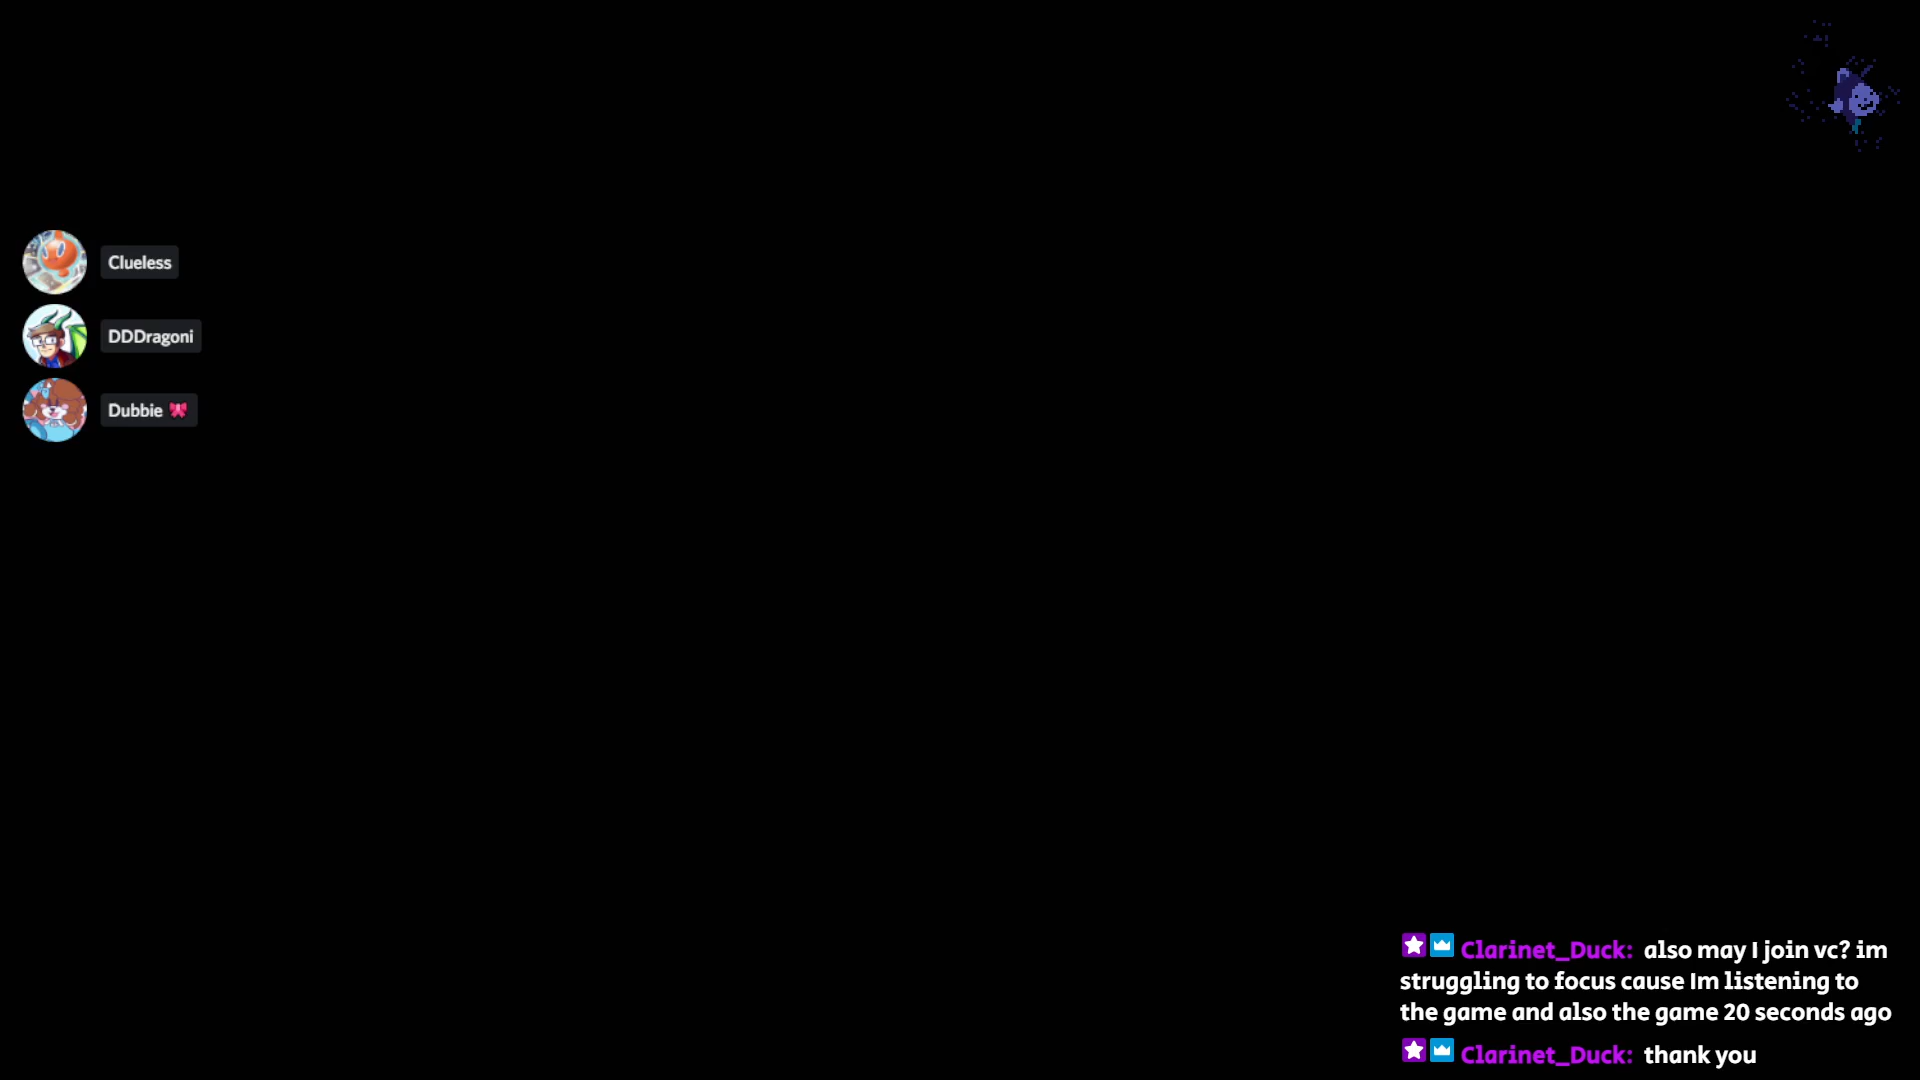 Clueless
DDDragoni
Dubbie 🎀
Clarinet_Duck: also may I join vc? im
struggling to focus cause Im listening to
the game and also the game 20 seconds ago
Clarinet_Duck: thank you